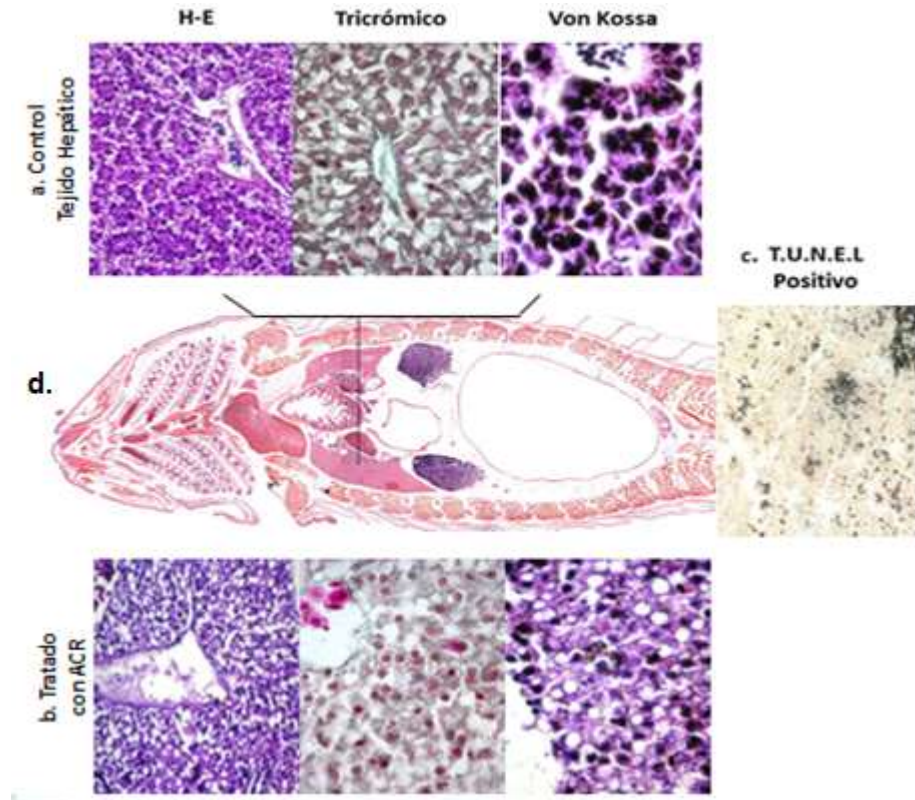 H-E
Tricrómico
Von Kossa
a. Control
Tejido Hepático
c. T.U.N.E.L
Positivo
d.
b. Tratado
con ACR